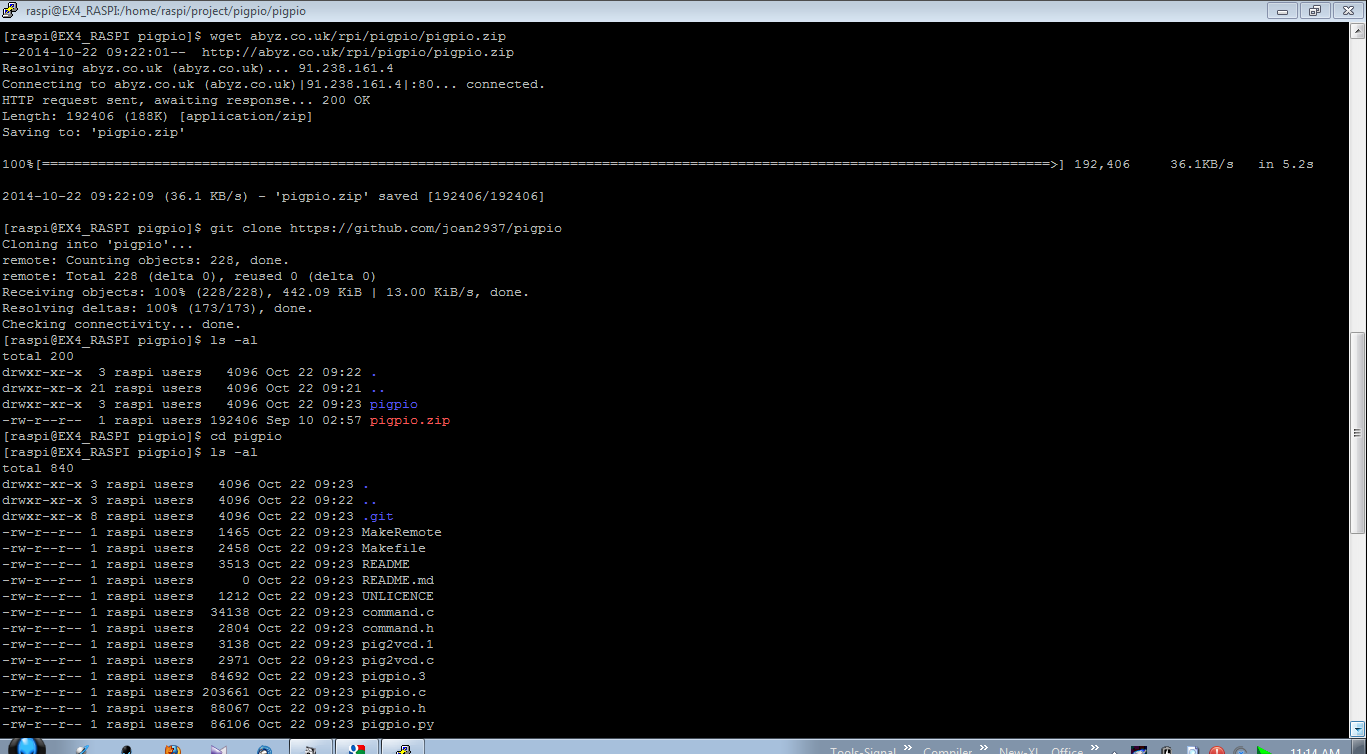 raspi@EX4_RASPI:/home/raspi/project/pigpio/pigpio
[raspi@EX4_RASPI pigpio]$ wget abyz.co.uk/rpi/pigpio/pigpio.zip
--2014-10-22 09:22:01--  http://abyz.co.uk/rpi/pigpio/pigpio.zip
Resolving abyz.co.uk (abyz.co.uk)... 91.238.161.4
Connecting to abyz.co.uk (abyz.co.uk)|91.238.161.4|:80... connected.
HTTP request sent, awaiting response... 200 OK
Length: 192406 (188K) [application/zip]
Saving to: 'pigpio.zip'
100%[==============================================================================================================================>] 192,406     36.1KB/s   in 5.2s
2014-10-22 09:22:09 (36.1 KB/s) - 'pigpio.zip' saved [192406/192406]
[raspi@EX4_RASPI pigpio]$ git clone https://github.com/joan2937/pigpio
Cloning into 'pigpio'...
remote: Counting objects: 228, done.
remote: Total 228 (delta 0), reused 0 (delta 0)
Receiving objects: 100% (228/228), 442.09 KiB | 13.00 KiB/s, done.
Resolving deltas: 100% (173/173), done.
Checking connectivity... done.
[raspi@EX4_RASPI pigpio]$ ls -al
total 200
drwxr-xr-x  3 raspi users   4096 Oct 22 09:22 .
drwxr-xr-x 21 raspi users   4096 Oct 22 09:21 ..
drwxr-xr-x  3 raspi users   4096 Oct 22 09:23 pigpio
-rw-r--r--  1 raspi users 192406 Sep 10 02:57 pigpio.zip
[raspi@EX4_RASPI pigpio]$ cd pigpio
[raspi@EX4_RASPI pigpio]$ ls -al
total 840
drwxr-xr-x 3 raspi users   4096 Oct 22 09:23 .
drwxr-xr-x 3 raspi users   4096 Oct 22 09:22 ..
drwxr-xr-x 8 raspi users   4096 Oct 22 09:23 .git
-rw-r--r-- 1 raspi users   1465 Oct 22 09:23 MakeRemote
-rw-r--r-- 1 raspi users   2458 Oct 22 09:23 Makefile
-rw-r--r-- 1 raspi users   3513 Oct 22 09:23 README
-rw-r--r-- 1 raspi users      0 Oct 22 09:23 README.md
-rw-r--r-- 1 raspi users   1212 Oct 22 09:23 UNLICENCE
-rw-r--r-- 1 raspi users  34138 Oct 22 09:23 command.c
-rw-r--r-- 1 raspi users   2804 Oct 22 09:23 command.h
-rw-r--r-- 1 raspi users   3138 Oct 22 09:23 pig2vcd.1
-rw-r--r-- 1 raspi users   2971 Oct 22 09:23 pig2vcd.c
-rw-r--r-- 1 raspi users  84692 Oct 22 09:23 pigpio.3
-rw-r--r-- 1 raspi users 203661 Oct 22 09:23 pigpio.c
-rw-r--r-- 1 raspi users  88067 Oct 22 09:23 pigpio.h
-rw-r--r-- 1 raspi users  86106 Oct 22 09:23 pigpio.py
Tools-Signal » Compiler » New-XL Office » 11:14 AM